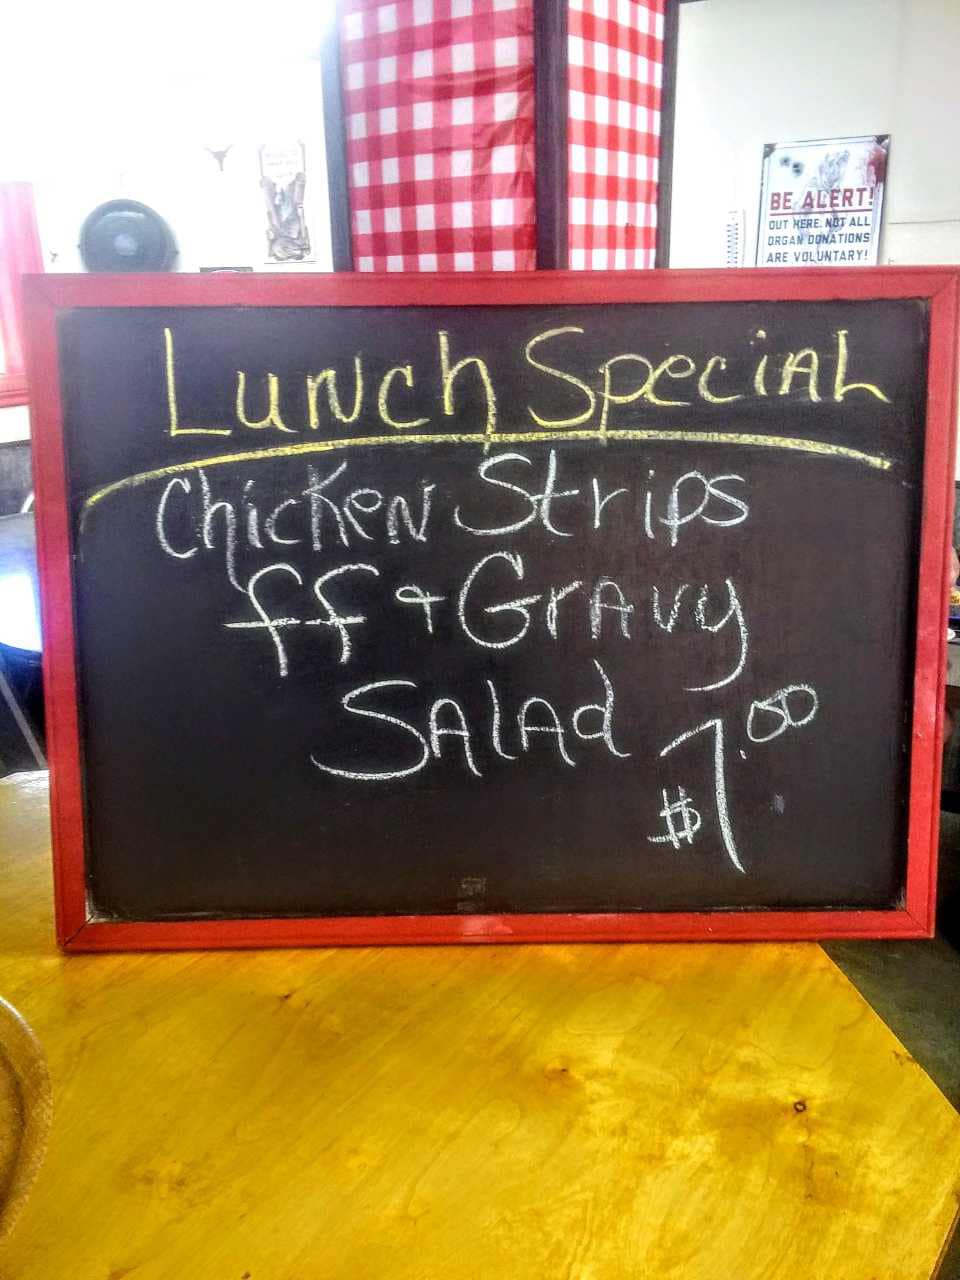 BE ALERT!
OUT HERE, NOT ALL
ORGAN DONATIONS
ARE VOLUNTARY!
Lunch Special
Chicken Strips
ff + Gravy
Salad
$7.00